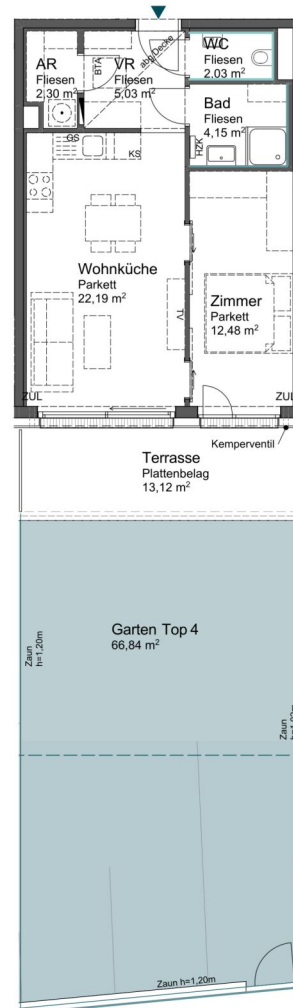 AR
Fliesen
2,30 m²
VR
Fliesen
5,03 m²
BTA
abg.Decke
WC
Fliesen
2,03 m²
Bad
Fliesen
4,15 m²
HZK
GS
KS
Wohnküche
Parkett
22,19 m²
TV
Zimmer
Parkett
12,48 m²
ZUL
ZUL
Kemperventil
Terrasse
Plattenbelag
13,12 m²
Garten Top 4
66,84 m²
Zaun
h=1,20m
Zaun
Zaun h=1,20m